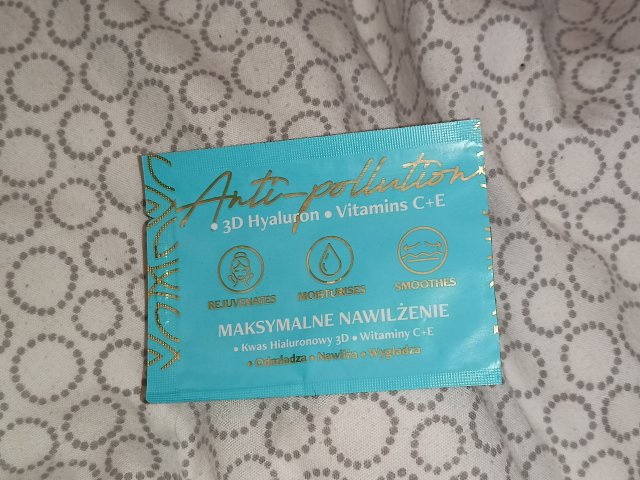 Anti-pollution
• 3D Hyaluron • Vitamins C+E
REJUVENATES MOISTURISES SMOOTHES
MAKSYMALNE NAWILŻENIE
• Kwas Hialuronowy 3D • Witaminy C+E
• Odmładza • Nawilża • Wygładza